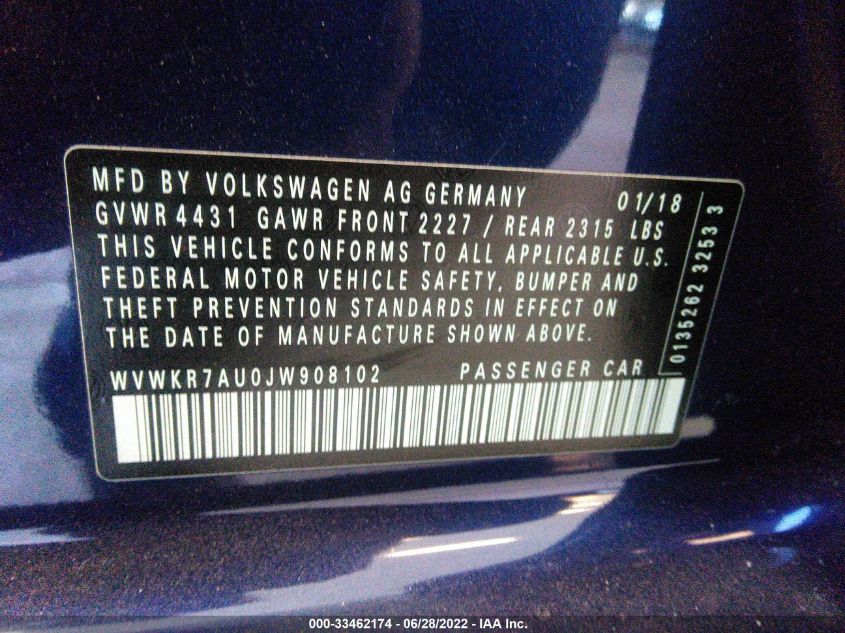 MFD BY VOLKSWAGEN AG GERMANY 01/18
GVWR 4431 GAWR FRONT 2227 / REAR 2315 LBS
THIS VEHICLE CONFORMS TO ALL APPLICABLE U.S.
FEDERAL MOTOR VEHICLE SAFETY, BUMPER AND
THEFT PREVENTION STANDARDS IN EFFECT ON
THE DATE OF MANUFACTURE SHOWN ABOVE.
WVWKR7AU0JW908102 PASSENGER CAR
0135262 3253 3
000-33462174 - 06/28/2022 - IAA Inc.